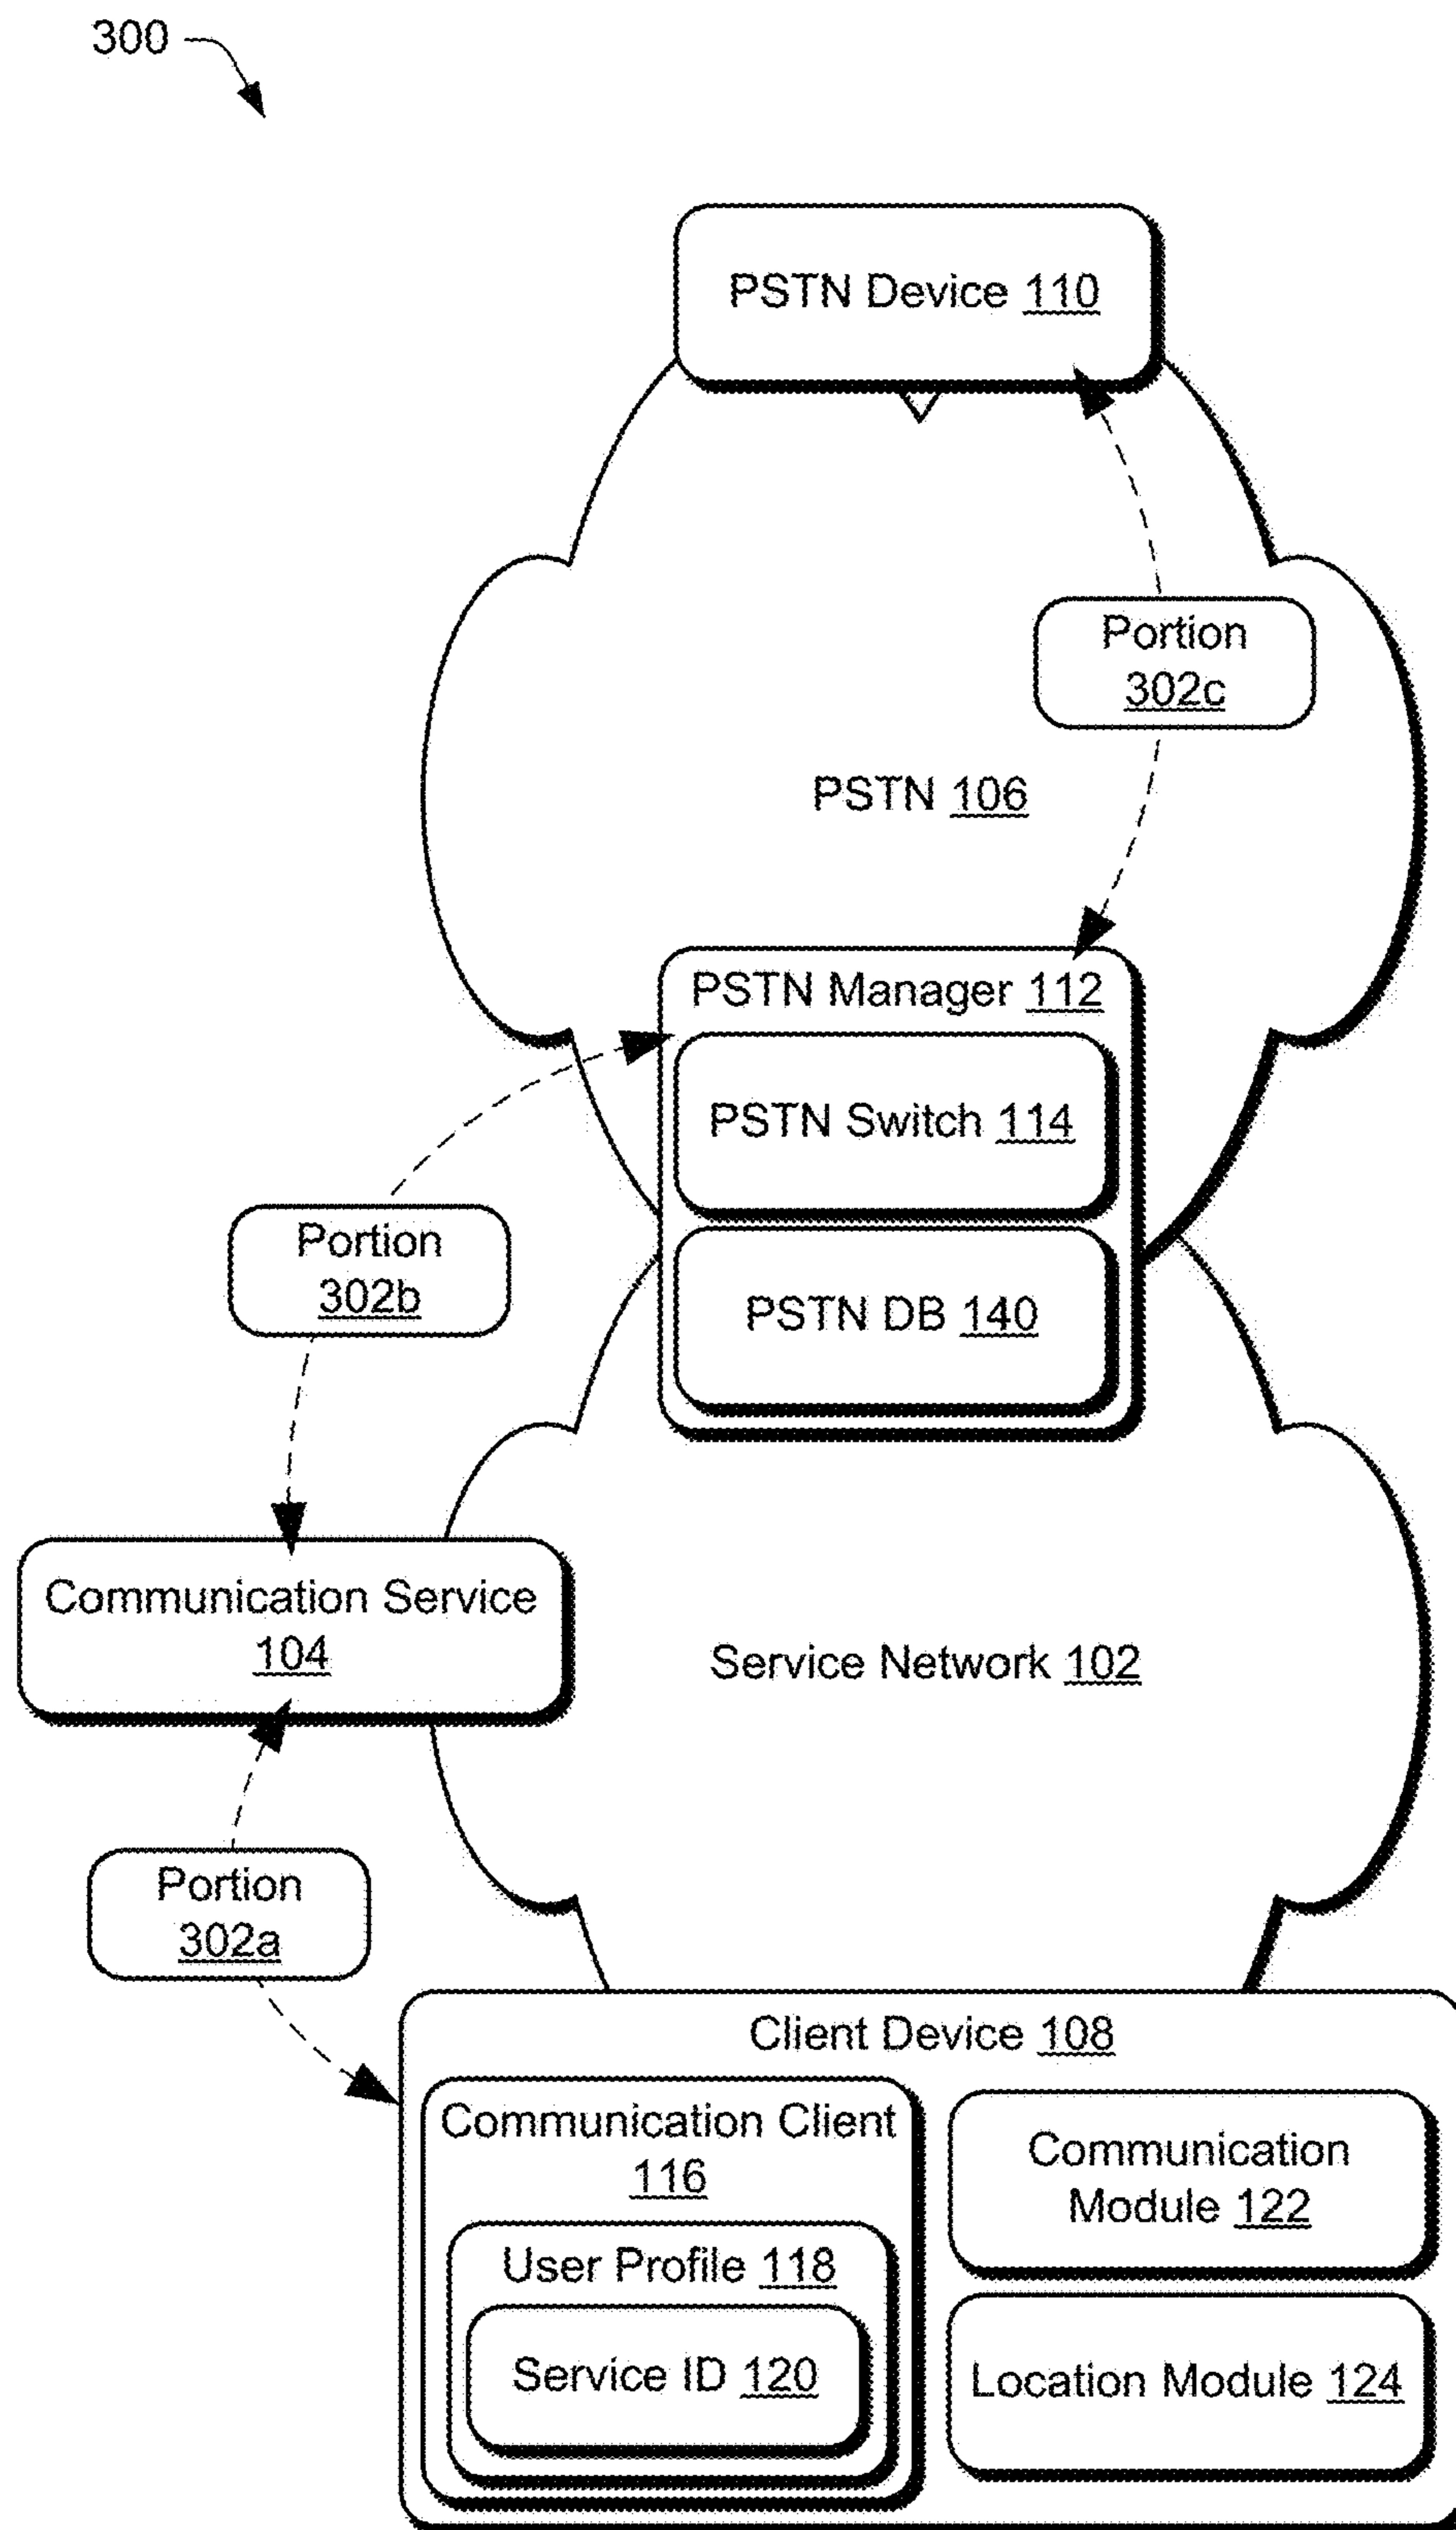 300
PSTN Device 110
Portion
302c
PSTN 106
PSTN Manager 112
PSTN Switch 114
Portion
302b
PSTN DB 140
Communication Service
104
Service Network 102
Portion
302a
Client Device 108
Communication Client
116
Communication
Module 122
User Profile 118
Service ID 120
Location Module 124